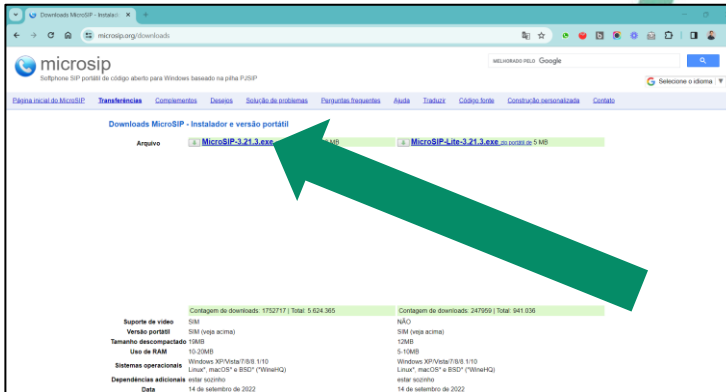 Downloads MicroSIP - Instalad
microsip.org/downloads
microsip
Softphone SIP portátil de código aberto para Windows baseado na pilha PJSIP
MELHORADO PELO Google
Selecione o idioma
Página inicial do MicroSIP Transferências Complementos Desejos Solução de problemas Perguntas frequentes Ajuda Traduzir Código fonte Construção personalizada Contato
Downloads MicroSIP - Instalador e versão portátil
Arquivo MicroSIP-3.21.3.exe MB MicroSIP-Lite-3.21.3.exe zip portátil de 5 MB
Contagem de downloads: 1752717 | Total: 5.624.365 Contagem de downloads: 247959 | Total: 941.036
Suporte de vídeo SIM NÃO
Versão portátil SIM (veja acima) SIM (veja acima)
Tamanho descompactado 19MB 12MB
Uso de RAM 10-20MB 5-10MB
Sistemas operacionais Windows XP/Vista/7/8/8.1/10 Windows XP/Vista/7/8/8.1/10
Linux*, macOS* e BSD* (*WineHQ) Linux*, macOS* e BSD* (*WineHQ)
Dependências adicionais estar sozinho estar sozinho
Data 14 de setembro de 2022 14 de setembro de 2022